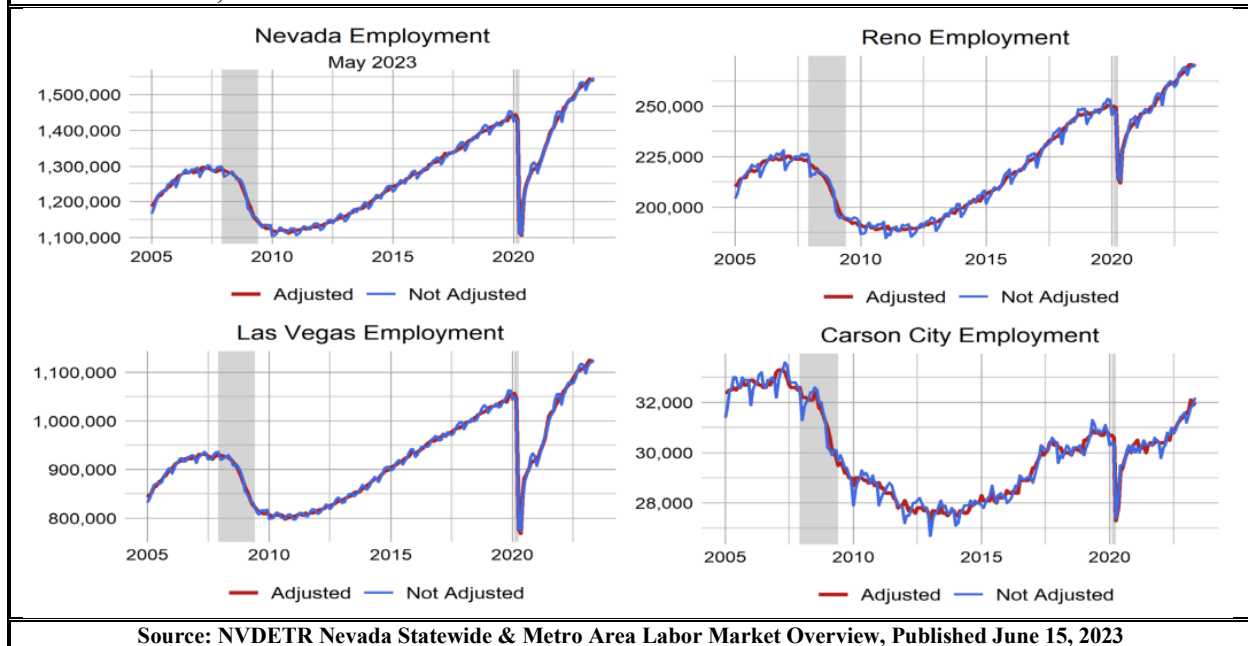 Nevada Employment
May 2023
1,500,000
1,400,000
1,300,000
1,200,000
1,100,000
2005 2010 2015 2020
Adjusted Not Adjusted
Reno Employment
250,000
225,000
200,000
2005 2010 2015 2020
Adjusted Not Adjusted
Las Vegas Employment
1,100,000
1,000,000
900,000
800,000
2005 2010 2015 2020
Adjusted Not Adjusted
Carson City Employment
32,000
30,000
28,000
2005 2010 2015 2020
Adjusted Not Adjusted
Source: NVDETR Nevada Statewide & Metro Area Labor Market Overview, Published June 15, 2023